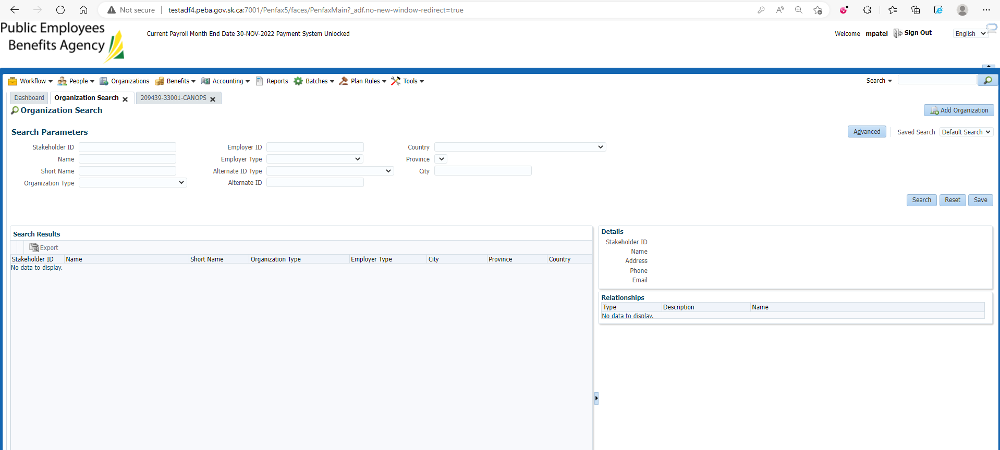 Not secure
testadf4.peba.gov.sk.ca:7001/Penfax5/faces/PenfaxMain?_adf.no-new-window-redirect=true
Public Employees
Benefits Agency
Current Payroll Month End Date 30-NOV-2022 Payment System Unlocked
Welcome mpatel Sign Out English
Workflow People Organizations Benefits Accounting Reports Batches Plan Rules Tools Search
Dashboard Organization Search 209439-33001-CANOPS
Organization Search
Add Organization
Search Parameters
Advanced Saved Search Default Search
Stakeholder ID Employer ID Country
Name Employer Type Province
Short Name Alternate ID Type City
Organization Type Alternate ID
Search Reset Save
Search Results
Export
Stakeholder ID Name Short Name Organization Type Employer Type City Province Country
No data to display.
Details
Stakeholder ID
Name
Address
Phone
Email
Relationships
Type Description Name
No data to display.